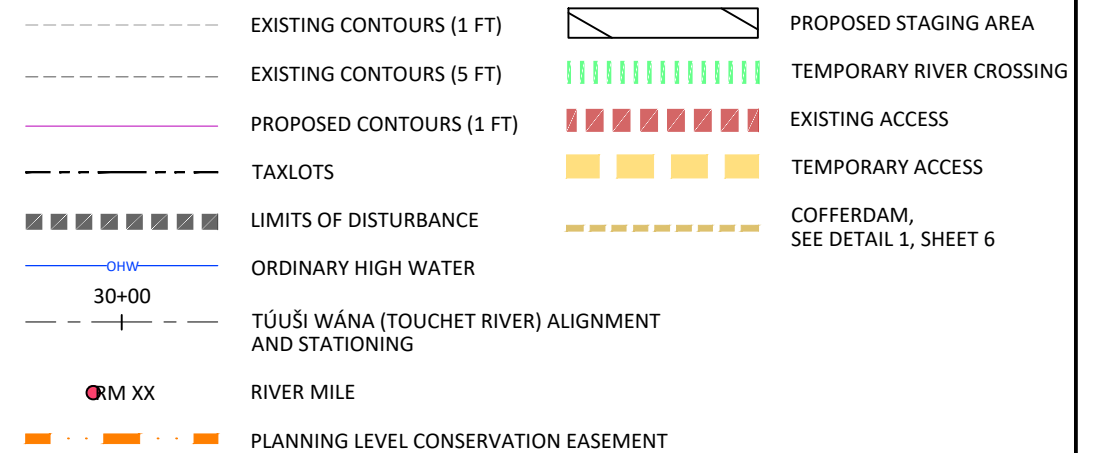 EXISTING CONTOURS (1 FT)
EXISTING CONTOURS (5 FT)
PROPOSED CONTOURS (1 FT)
TAXLOTS
LIMITS OF DISTURBANCE
OHW
ORDINARY HIGH WATER
30+00
TÚUŠI WÁNA (TOUCHET RIVER) ALIGNMENT
AND STATIONING
RM XX
RIVER MILE
PLANNING LEVEL CONSERVATION EASEMENT
PROPOSED STAGING AREA
TEMPORARY RIVER CROSSING
EXISTING ACCESS
TEMPORARY ACCESS
COFFERDAM,
SEE DETAIL 1, SHEET 6